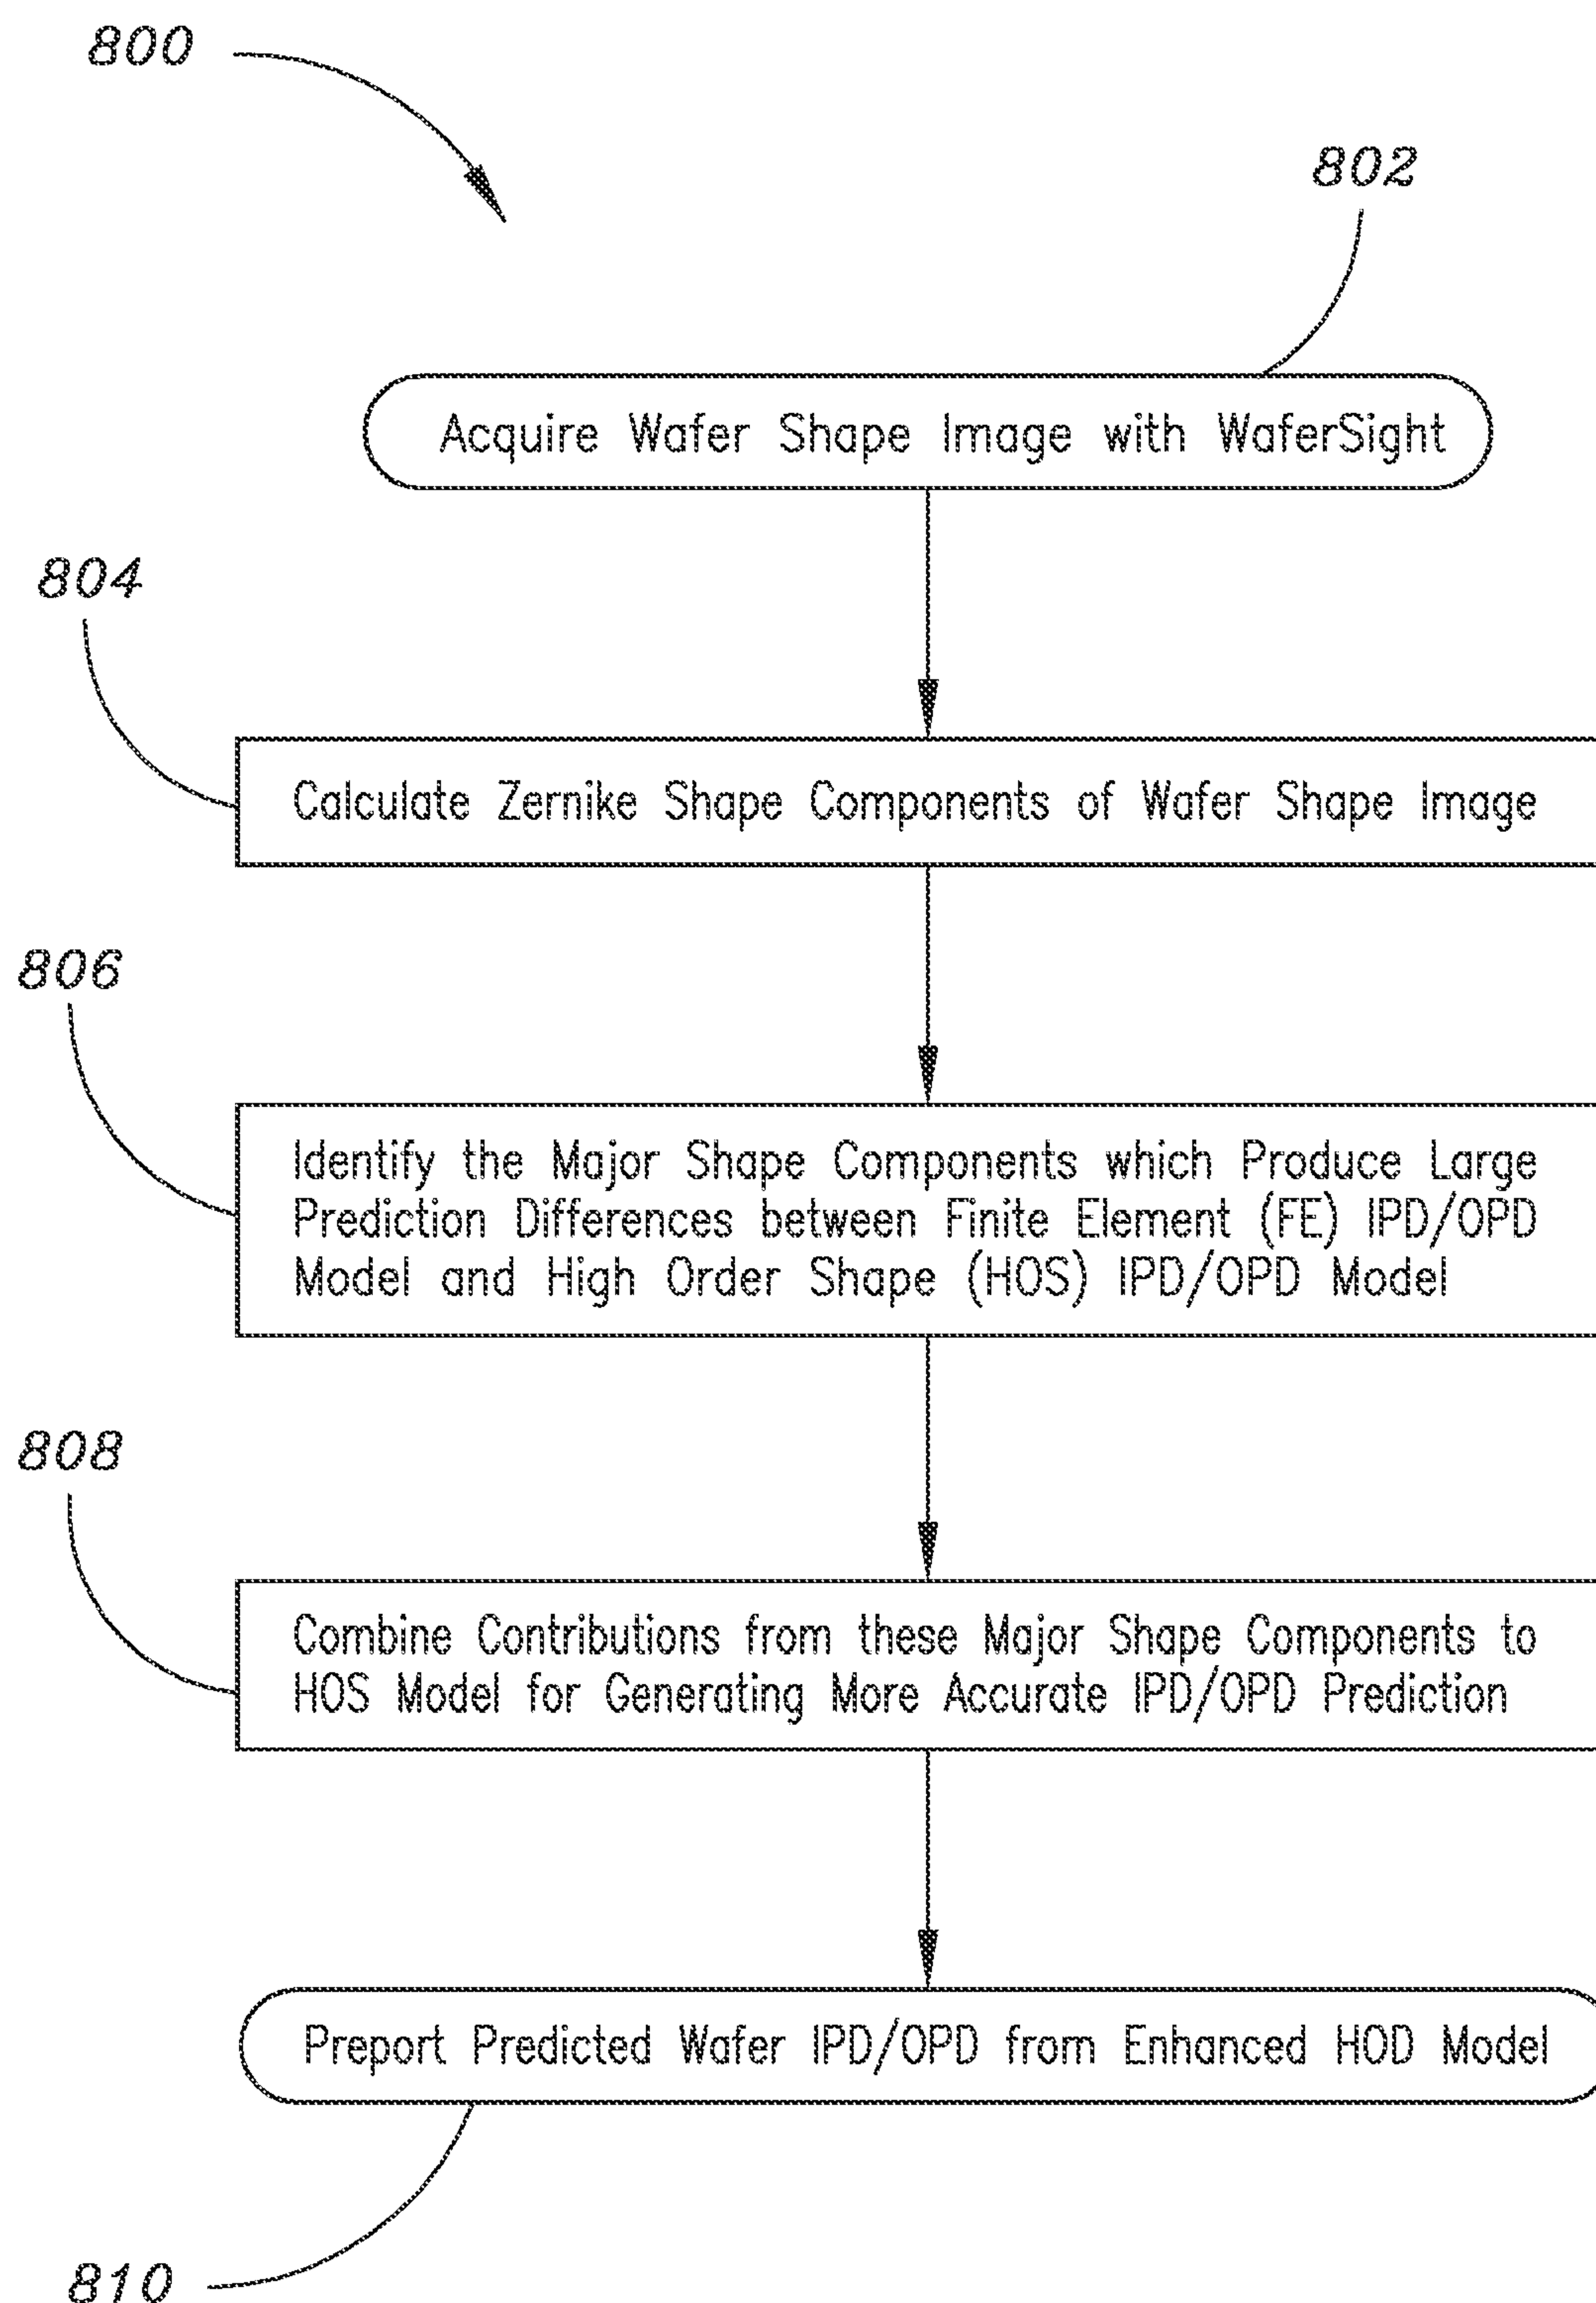 800
802
Acquire Wafer Shape Image with WaferSight
804
Calculate Zernike Shape Components of Wafer Shape Image
806
Identify the Major Shape Components which Produce Large
Prediction Differences between Finite Element (FE) IPD/OPD
Model and High Order Shape (HOS) IPD/OPD Model
808
Combine Contributions from these Major Shape Components to
HOS Model for Generating More Accurate IPD/OPD Prediction
Preport Predicted Wafer IPD/OPD from Enhanced HOD Model
810